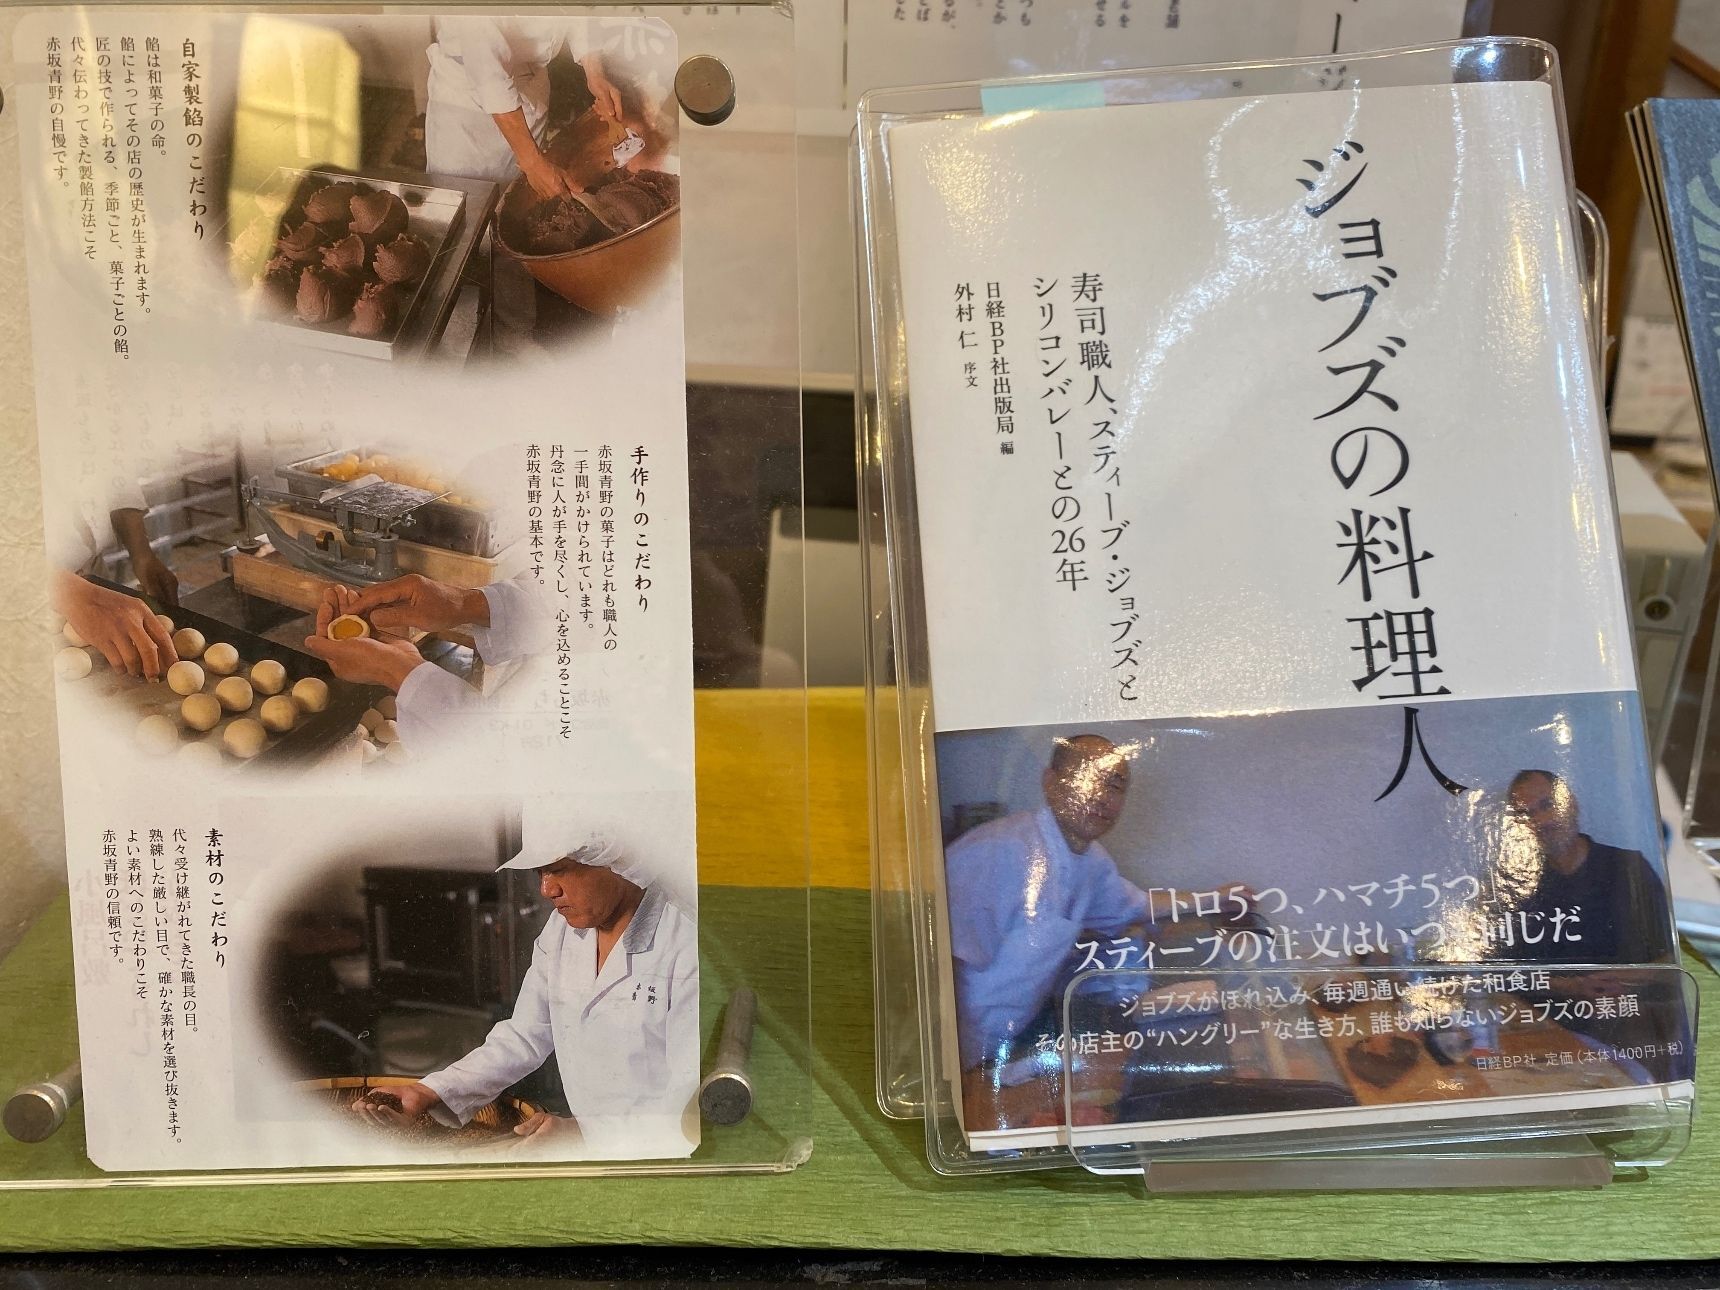 自家製餡のこだわり
餡は和菓子の命。
餡によってその店の歴史が生まれます。
匠の技で作られる、季節ごと、菓子ごとの餡。
代々伝わってきた製餡方法こそ
赤坂青野の自慢です。
手作りのこだわり
赤坂青野の菓子はどれも職人の
一手間がかけられています。
丹念に人が手を尽くし、心を込めることこそ
赤坂青野の基本です。
素材のこだわり
代々受け継がれてきた職長の目。
熟練した厳しい目で、確かな素材を選び抜きます。
よい素材へのこだわりこそ
赤坂青野の信頼です。
ジョブズの料理人
寿司職人、スティーブ・ジョブズと
シリコンバレーとの26年
日経BP社出版局 編
外村 仁 序文
「トロ5つ、ハマチ5つ」
スティーブの注文はいつも同じだ
ジョブズがほれ込み、毎週通い続けた和食店
その店主の“ハングリー”な生き方、誰も知らないジョブズの素顔
日経BP社 定価(本体1400円+税)